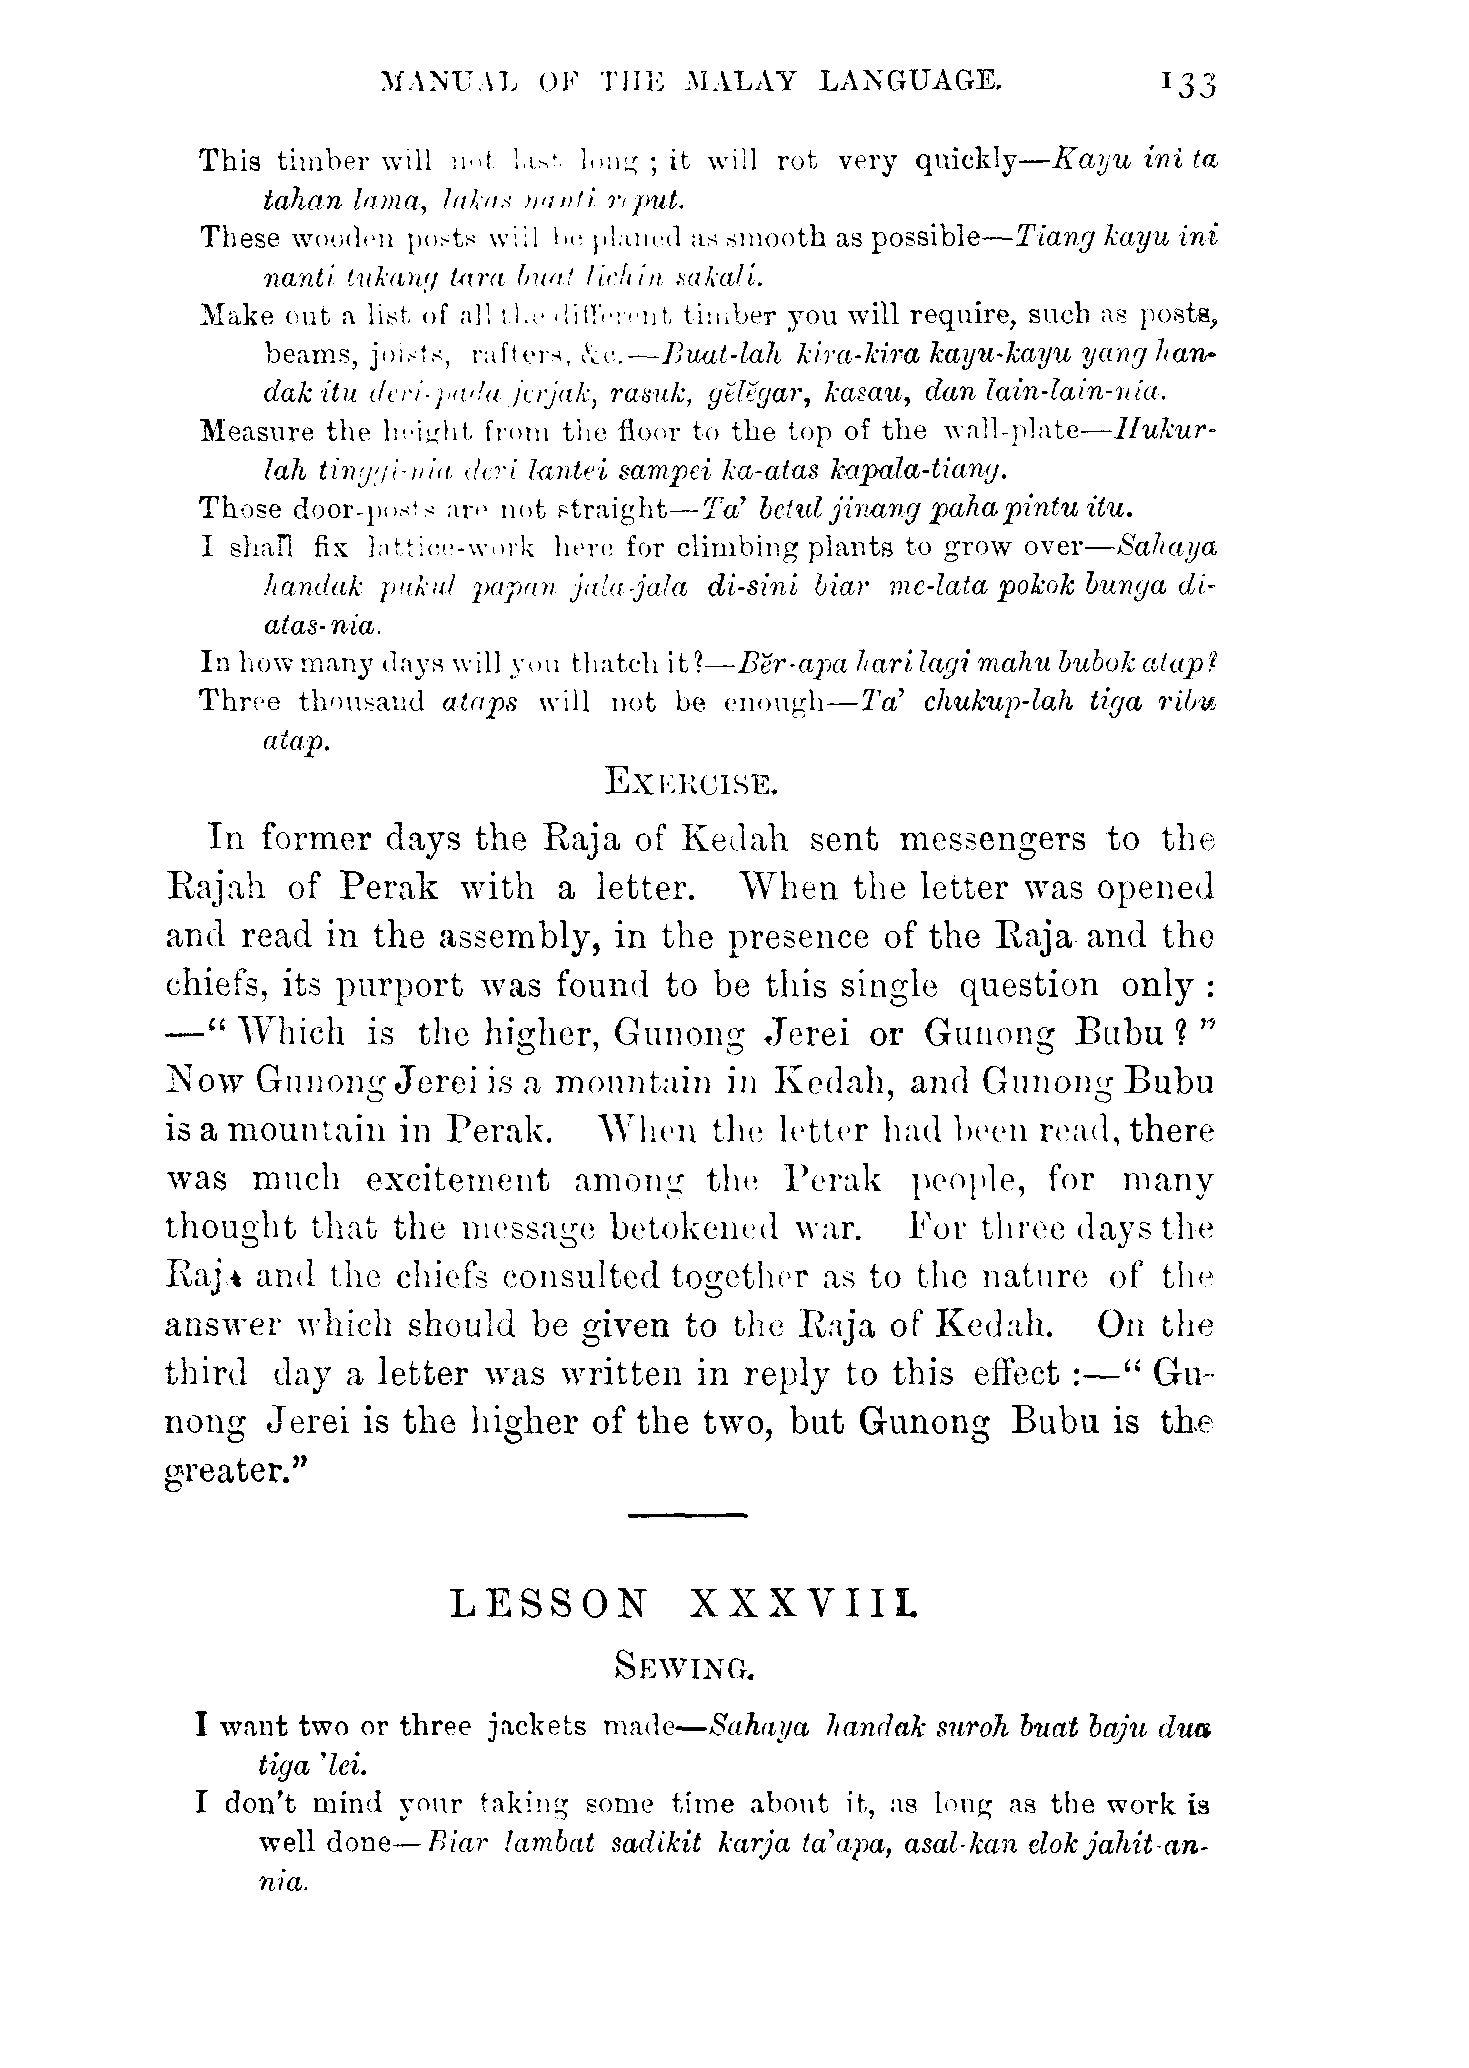 MANUAL OF THE MALAY LANGUAGE. 133
This timber will not last long ; it will rot very quickly—Kayu ini ta
tahan lama, lakas nanti reput.
These wooden posts will be planed as smooth as possible—Tiang kayu ini
nanti tukang tara buat lichin sakali.
Make out a list of all the different timber you will require, such as posts,
beams, joists, rafters, &c.—Buat-lah kira-kira kayu-kayu yang han-
dak itu deri-pada jerjak, rasuk, gĕlĕgar, kasau, dan lain-lain-nia.
Measure the height from the floor to the top of the wall-plate—Hukur-
lah tinggi-nia deri lantei sampei ka-atas kapala-tiang.
Those door-posts are not straight—Ta’ betul jinang paha pintu itu.
I shall fix lattice-work here for climbing plants to grow over—Sahaya
handak pukul papan jala-jala di-sini biar me-lata pokok bunga di-
atas-nia.
In how many days will you thatch it?—Bĕr-apa hari lagi mahu bubok atap?
Three thousand ataps will not be enough—Ta’ chukup-lah tiga ribu
atap.
EXERCISE.
In former days the Raja of Kedah sent messengers to the
Rajah of Perak with a letter. When the letter was opened
and read in the assembly, in the presence of the Raja and the
chiefs, its purport was found to be this single question only :
—“ Which is the higher, Gunong Jerei or Gunong Bubu ? ”
Now Gunong Jerei is a mountain in Kedah, and Gunong Bubu
is a mountain in Perak. When the letter had been read, there
was much excitement among the Perak people, for many
thought that the message betokened war. For three days the
Raja and the chiefs consulted together as to the nature of the
answer which should be given to the Raja of Kedah. On the
third day a letter was written in reply to this effect :—“ Gu-
nong Jerei is the higher of the two, but Gunong Bubu is the
greater.”
LESSON XXXVIII.
SEWING.
I want two or three jackets made—Sahaya handak suroh buat baju dua
tiga ’lei.
I don’t mind your taking some time about it, as long as the work is
well done—Biar lambat sadikit karja ta’apa, asal-kan elok jahit-an-
nia.